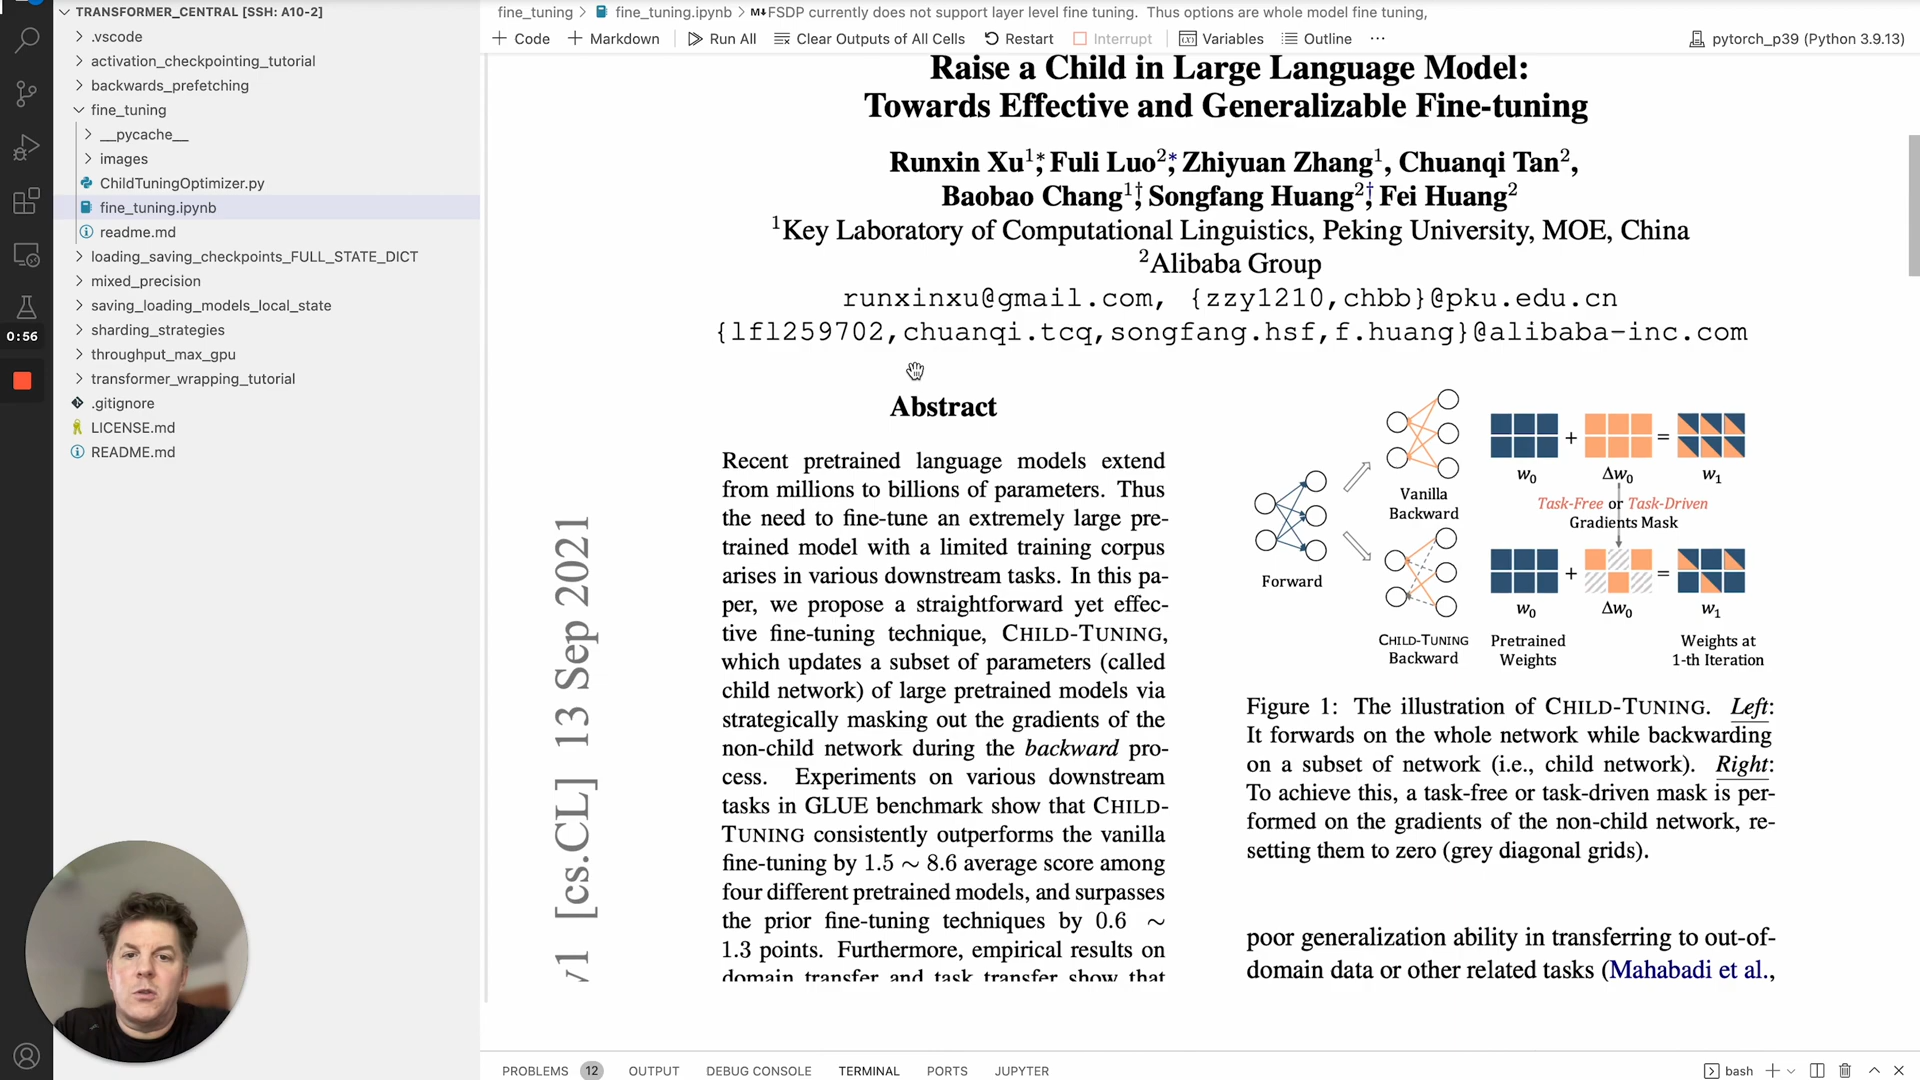 TRANSFORMER_CENTRAL [SSH: A10-2]
.vscode
activation_checkpointing_tutorial
backwards_prefetching
fine_tuning
__pycache__
images
ChildTuningOptimizer.py
fine_tuning.ipynb
readme.md
loading_saving_checkpoints_FULL_STATE_DICT
mixed_precision
saving_loading_models_local_state
sharding_strategies
throughput_max_gpu
transformer_wrapping_tutorial
.gitignore
LICENSE.md
README.md
0:56
fine_tuning > fine_tuning.ipynb > M↓FSDP currently does not support layer level fine tuning. Thus options are whole model fine tuning,
+ Code + Markdown Run All Clear Outputs of All Cells Restart Interrupt Variables Outline ··· pytorch_p39 (Python 3.9.13)
Raise a Child in Large Language Model:
Towards Effective and Generalizable Fine-tuning
Runxin Xu1*, Fuli Luo2*, Zhiyuan Zhang1, Chuanqi Tan2,
Baobao Chang1†, Songfang Huang2†, Fei Huang2
1Key Laboratory of Computational Linguistics, Peking University, MOE, China
2Alibaba Group
runxinxu@gmail.com, {zzy1210,chbb}@pku.edu.cn
{lfl259702,chuanqi.tcq,songfang.hsf,f.huang}@alibaba-inc.com
v1 [cs.CL] 13 Sep 2021
Abstract
Recent pretrained language models extend
from millions to billions of parameters. Thus
the need to fine-tune an extremely large pre-
trained model with a limited training corpus
arises in various downstream tasks. In this pa-
per, we propose a straightforward yet effec-
tive fine-tuning technique, CHILD-TUNING,
which updates a subset of parameters (called
child network) of large pretrained models via
strategically masking out the gradients of the
non-child network during the backward pro-
cess. Experiments on various downstream
tasks in GLUE benchmark show that CHILD-
TUNING consistently outperforms the vanilla
fine-tuning by 1.5 ∼ 8.6 average score among
four different pretrained models, and surpasses
the prior fine-tuning techniques by 0.6 ∼
1.3 points. Furthermore, empirical results on
domain transfer and task transfer show that
Forward
Vanilla
Backward
CHILD-TUNING
Backward
+ =
w0 Δw0 w1
Task-Free or Task-Driven
Gradients Mask
+ =
w0 Δw0 w1
Pretrained
Weights
Weights at
1-th Iteration
Figure 1: The illustration of CHILD-TUNING. Left:
It forwards on the whole network while backwarding
on a subset of network (i.e., child network). Right:
To achieve this, a task-free or task-driven mask is per-
formed on the gradients of the non-child network, re-
setting them to zero (grey diagonal grids).
poor generalization ability in transferring to out-of-
domain data or other related tasks (Mahabadi et al.,
PROBLEMS 12 OUTPUT DEBUG CONSOLE TERMINAL PORTS JUPYTER bash